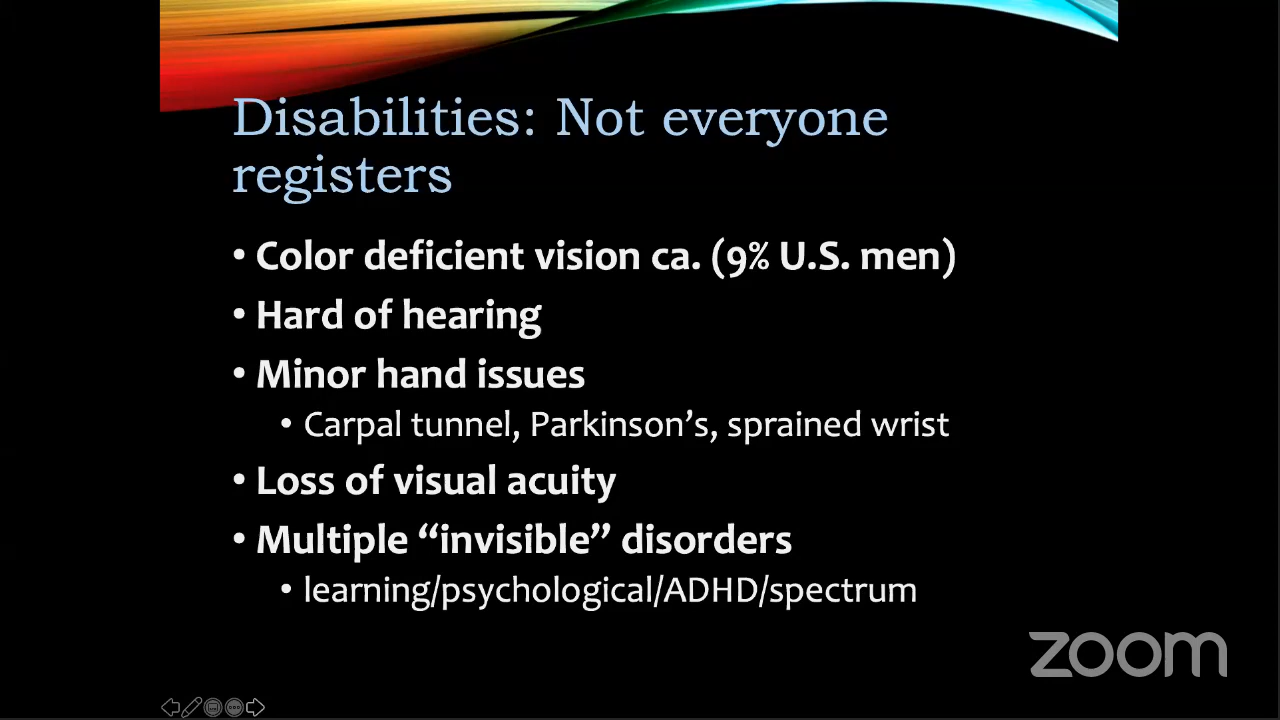 Disabilities: Not everyone
registers
• Color deficient vision ca. (9% U.S. men)
• Hard of hearing
• Minor hand issues
• Carpal tunnel, Parkinson’s, sprained wrist
• Loss of visual acuity
• Multiple “invisible” disorders
• learning/psychological/ADHD/spectrum
zoom